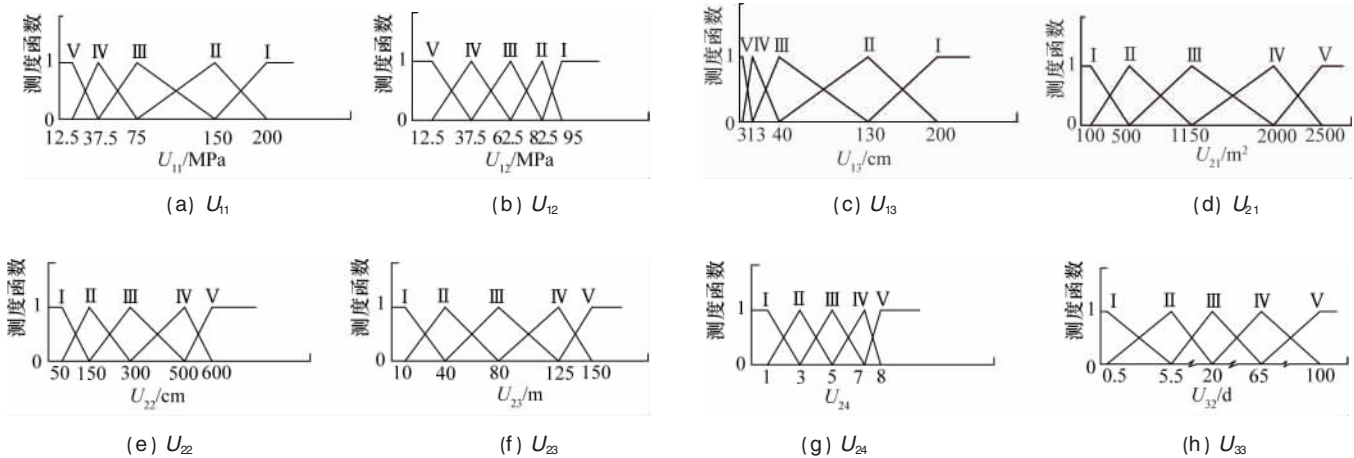 测度函数
V IV III II I
1
0
12.5 37.5 75 150 200
U₁₁/MPa
(a) U₁₁
测度函数
V IV III II I
1
0
12.5 37.5 62.5 82.5 95
U₁₂/MPa
(b) U₁₂
测度函数
V IV III II I
1
0
3 13 40 130 200
U₁₃/cm
(c) U₁₃
测度函数
I II III IV V
1
0
100 500 1150 2000 2500
U₂₁/m²
(d) U₂₁
测度函数
I II III IV V
1
0
50 150 300 500 600
U₂₂/cm
(e) U₂₂
测度函数
I II III IV V
1
0
10 40 80 125 150
U₂₃/m
(f) U₂₃
测度函数
I II III IV V
1
0
1 3 5 7 8
U₂₄
(g) U₂₄
测度函数
I II III IV V
1
0
0.5 5.5 20 65 100
U₃₂/d
(h) U₃₃